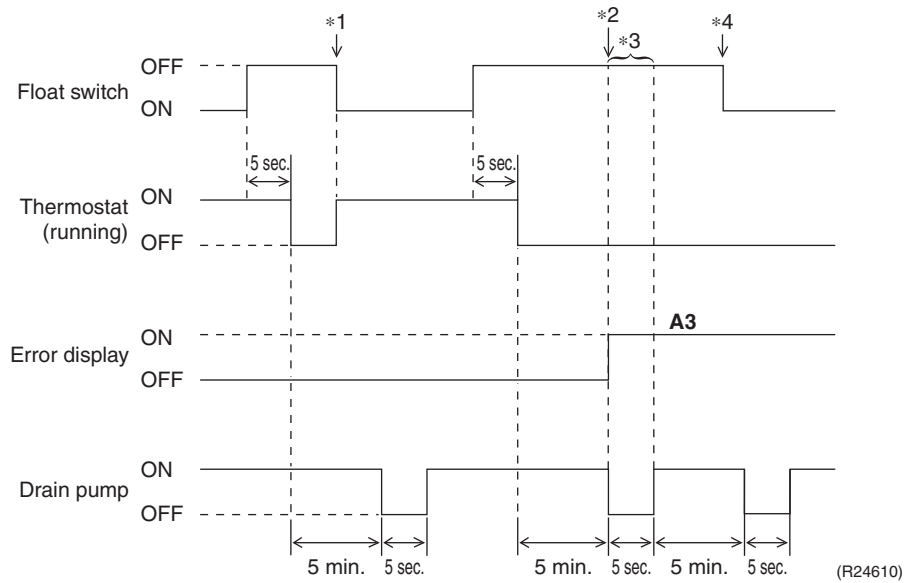 *1
*2
*3
*4
Float switch
OFF
ON
5 sec.
5 sec.
Thermostat
(running)
ON
OFF
A3
Error display
ON
OFF
Drain pump
ON
OFF
5 min.
5 sec.
5 min.
5 sec.
5 min.
5 sec.
(R24610)